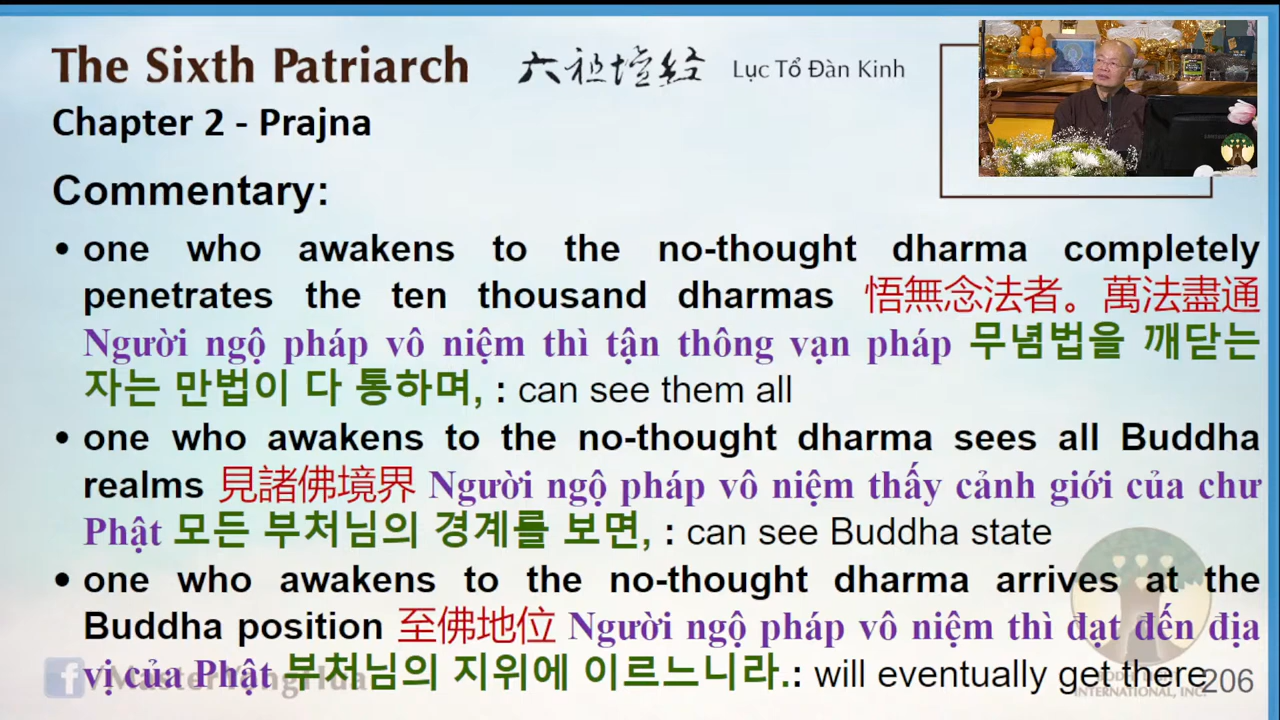 The Sixth Patriarch 六祖壇経 Lục Tổ Đàn Kinh
Chapter 2 - Prajna
Commentary:
• one who awakens to the no-thought dharma completely
penetrates the ten thousand dharmas 悟無念法者。萬法盡通
Người ngộ pháp vô niệm thì tận thông vạn pháp 무념법을 깨닫는
자는 만법이 다 통하며, : can see them all
• one who awakens to the no-thought dharma sees all Buddha
realms 見諸佛境界 Người ngộ pháp vô niệm thấy cảnh giới của chư
Phật 모든 부처님의 경계를 보면, : can see Buddha state
• one who awakens to the no-thought dharma arrives at the
Buddha position 至佛地位 Người ngộ pháp vô niệm thì đạt đến địa
vị của Phật 부처님의 지위에 이르느니라.: will eventually get there
206
INTERNATIONAL, INC.